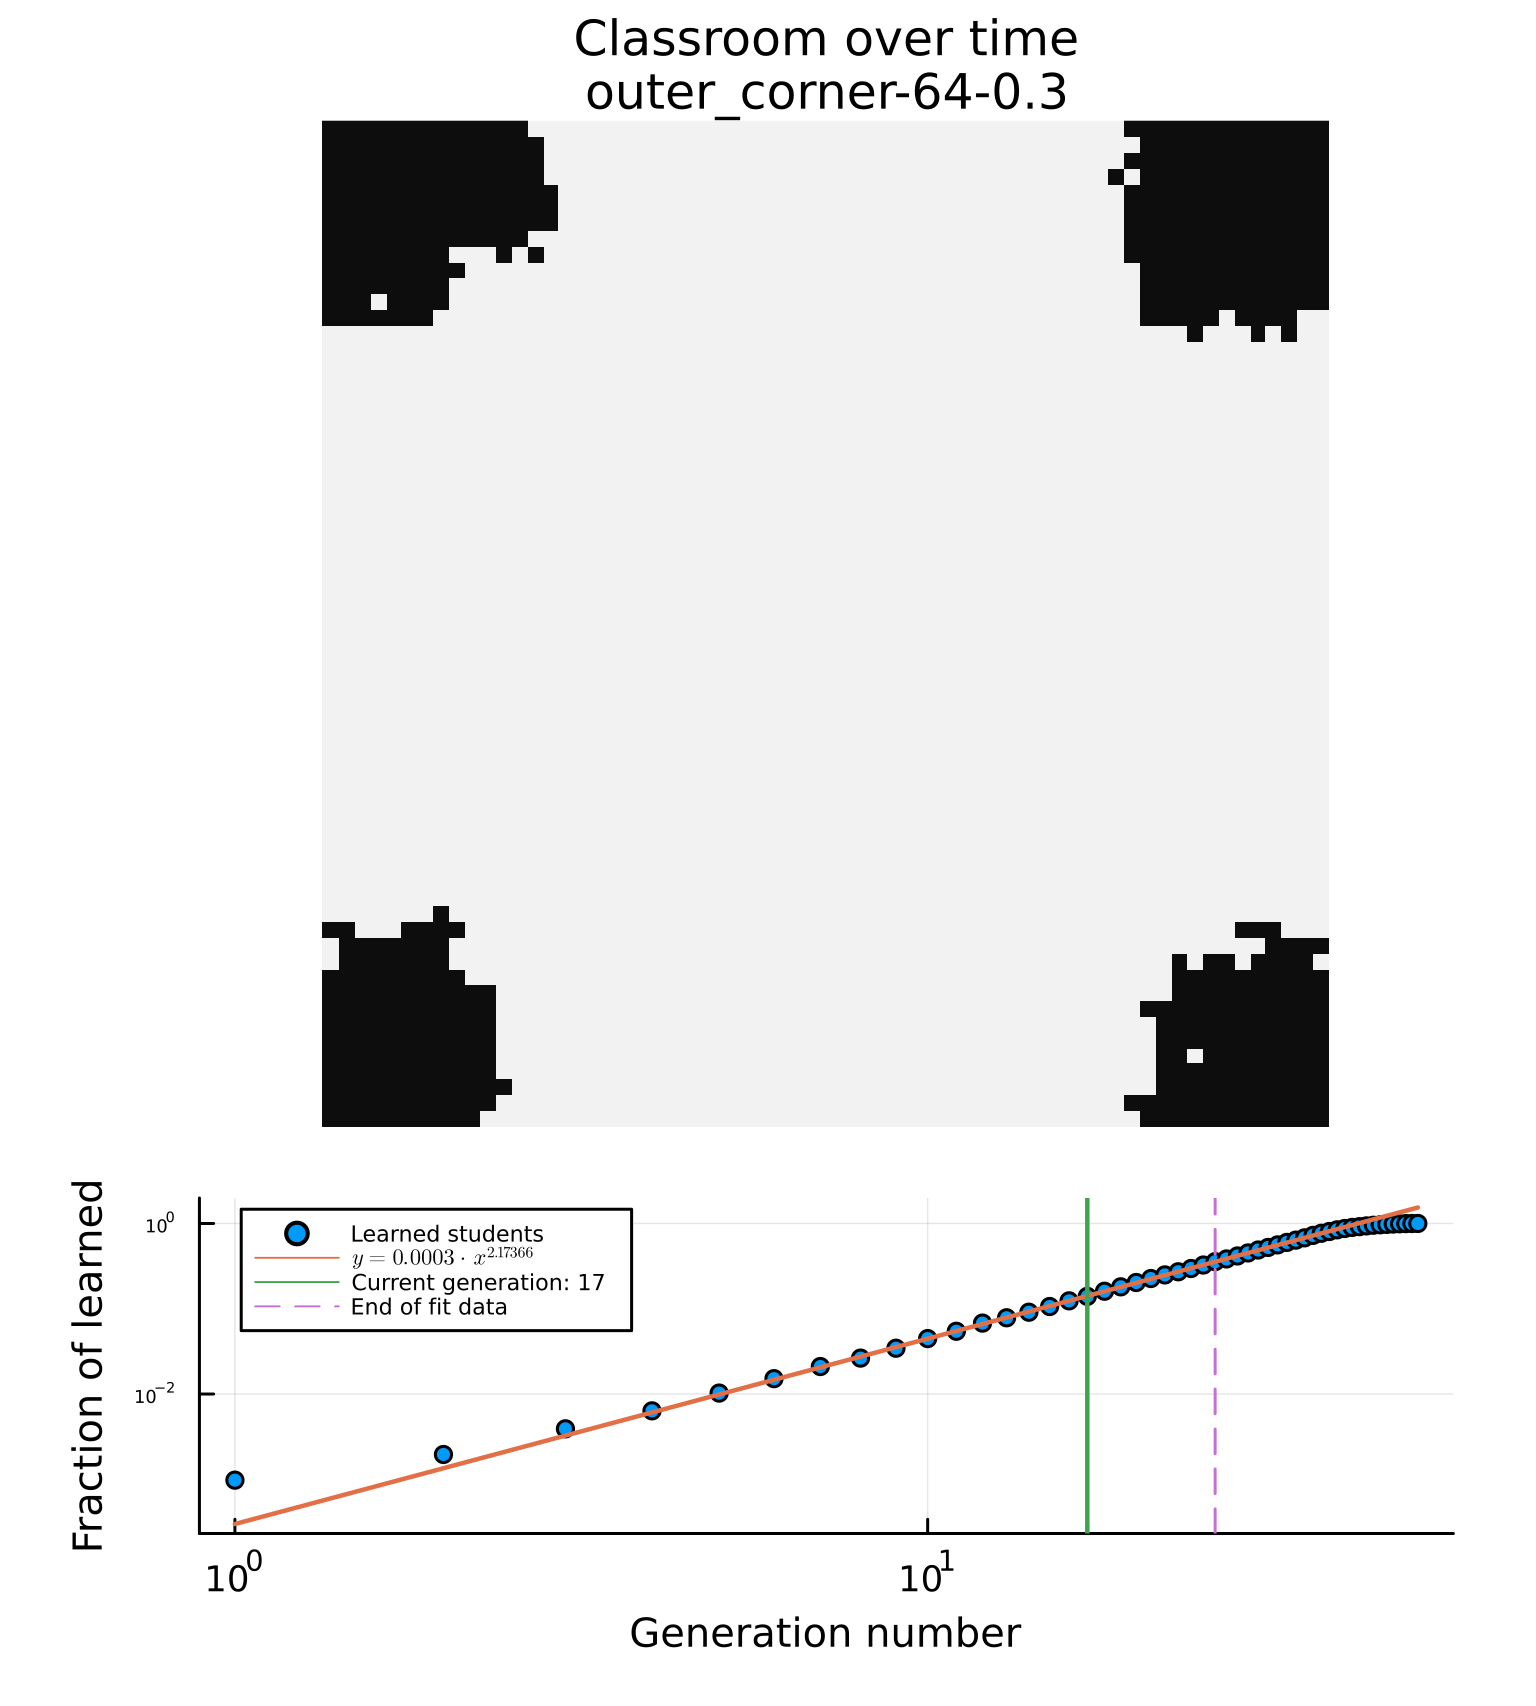 Classroom over time
outer_corner-64-0.3
Fraction of learned
10^0
10^−2
Learned students
y = 0.0003 · x^2.17366
Current generation: 17
End of fit data
10^0
10^1
Generation number